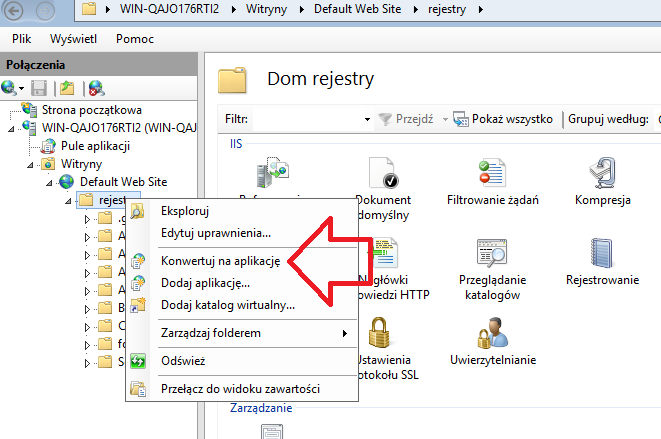 WIN-QAJO176RTI2 Witryny Default Web Site rejestry
Plik Wyświetl Pomoc
Połączenia
Strona początkowa
WIN-QAJO176RTI2 (WIN-QAJ
Pule aplikacji
Witryny
Default Web Site
rejestr
.g
A
A
A
A
B
C
fo
S
Eksploruj
Edytuj uprawnienia...
Konwertuj na aplikację
Dodaj aplikację...
Dodaj katalog wirtualny...
Zarządzaj folderem
Odśwież
Przełącz do widoku zawartości
Dom rejestry
Filtr: Przejdź Pokaż wszystko Grupuj według:
IIS
Dokument
omyślny
Filtrowanie żądań
Kompresja
główki
owiedzi HTTP
Przeglądanie
katalogów
Rejestrowanie
Ustawienia
otokołu SSL
Uwierzytelnianie
Zarządzanie